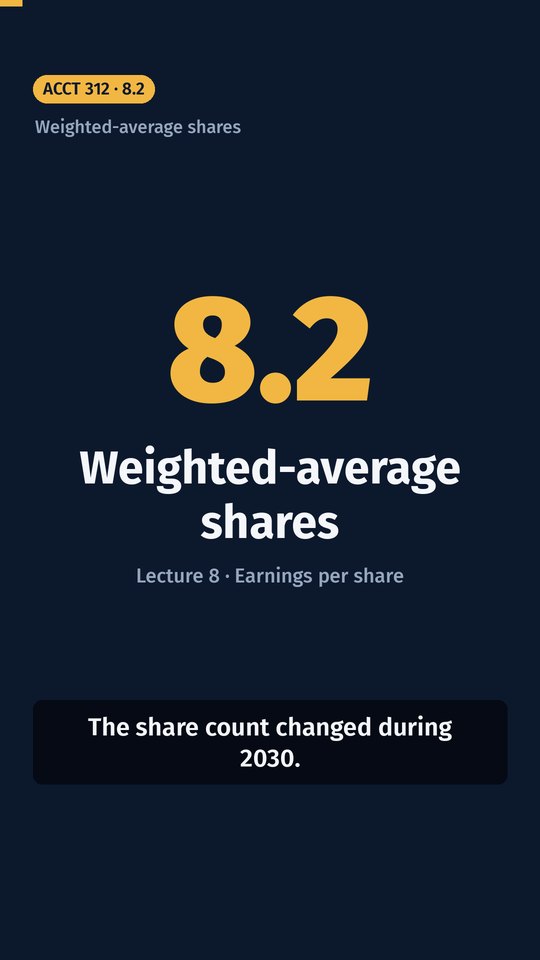 ACCT 312 · 8.2
Weighted-average shares
8.2
Weighted-average
shares
Lecture 8 · Earnings per share
The share count changed during
2030.